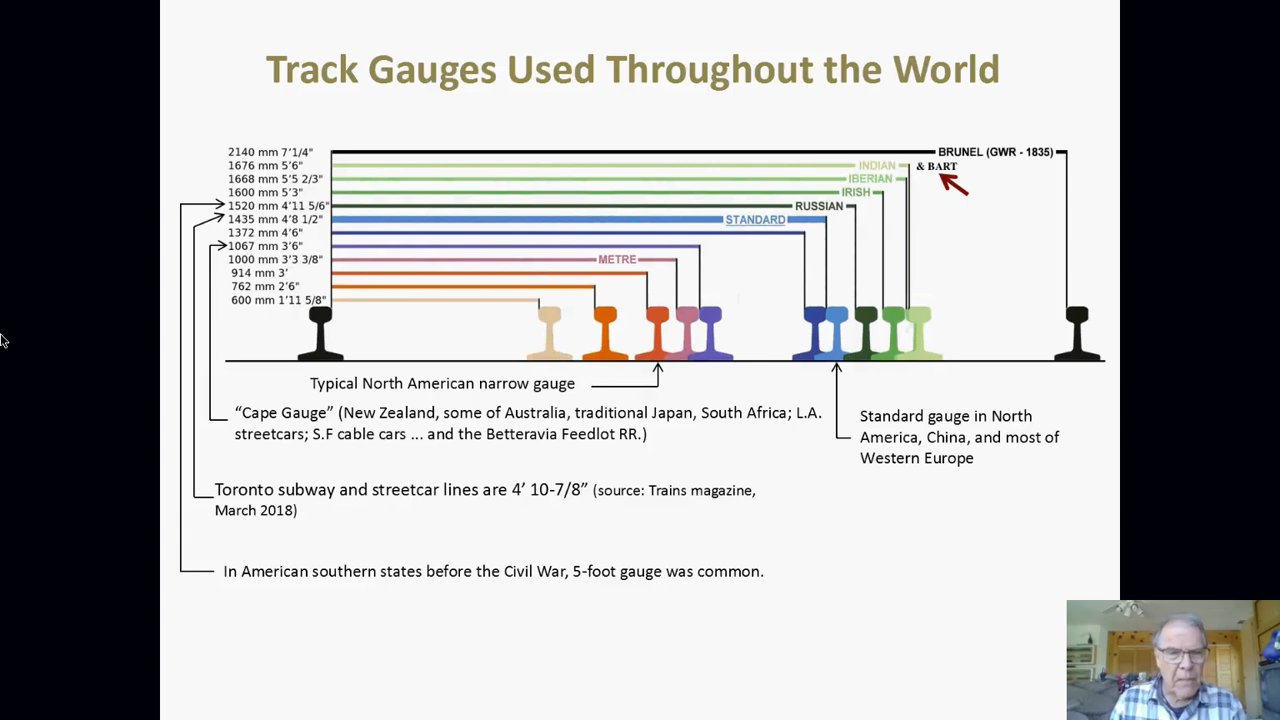 Track Gauges Used Throughout the World
2140 mm 7'1/4" BRUNEL (GWR - 1835)
1676 mm 5'6" INDIAN & BART
1668 mm 5'5 2/3" IBERIAN
1600 mm 5'3" IRISH
1520 mm 4'11 5/6" RUSSIAN
1435 mm 4'8 1/2" STANDARD
1372 mm 4'6"
1067 mm 3'6"
1000 mm 3'3 3/8" METRE
914 mm 3'
762 mm 2'6"
600 mm 1'11 5/8"
Typical North American narrow gauge
“Cape Gauge” (New Zealand, some of Australia, traditional Japan, South Africa; L.A.
streetcars; S.F cable cars ... and the Betteravia Feedlot RR.)
Standard gauge in North
America, China, and most of
Western Europe
Toronto subway and streetcar lines are 4’ 10-7/8” (source: Trains magazine,
March 2018)
In American southern states before the Civil War, 5-foot gauge was common.